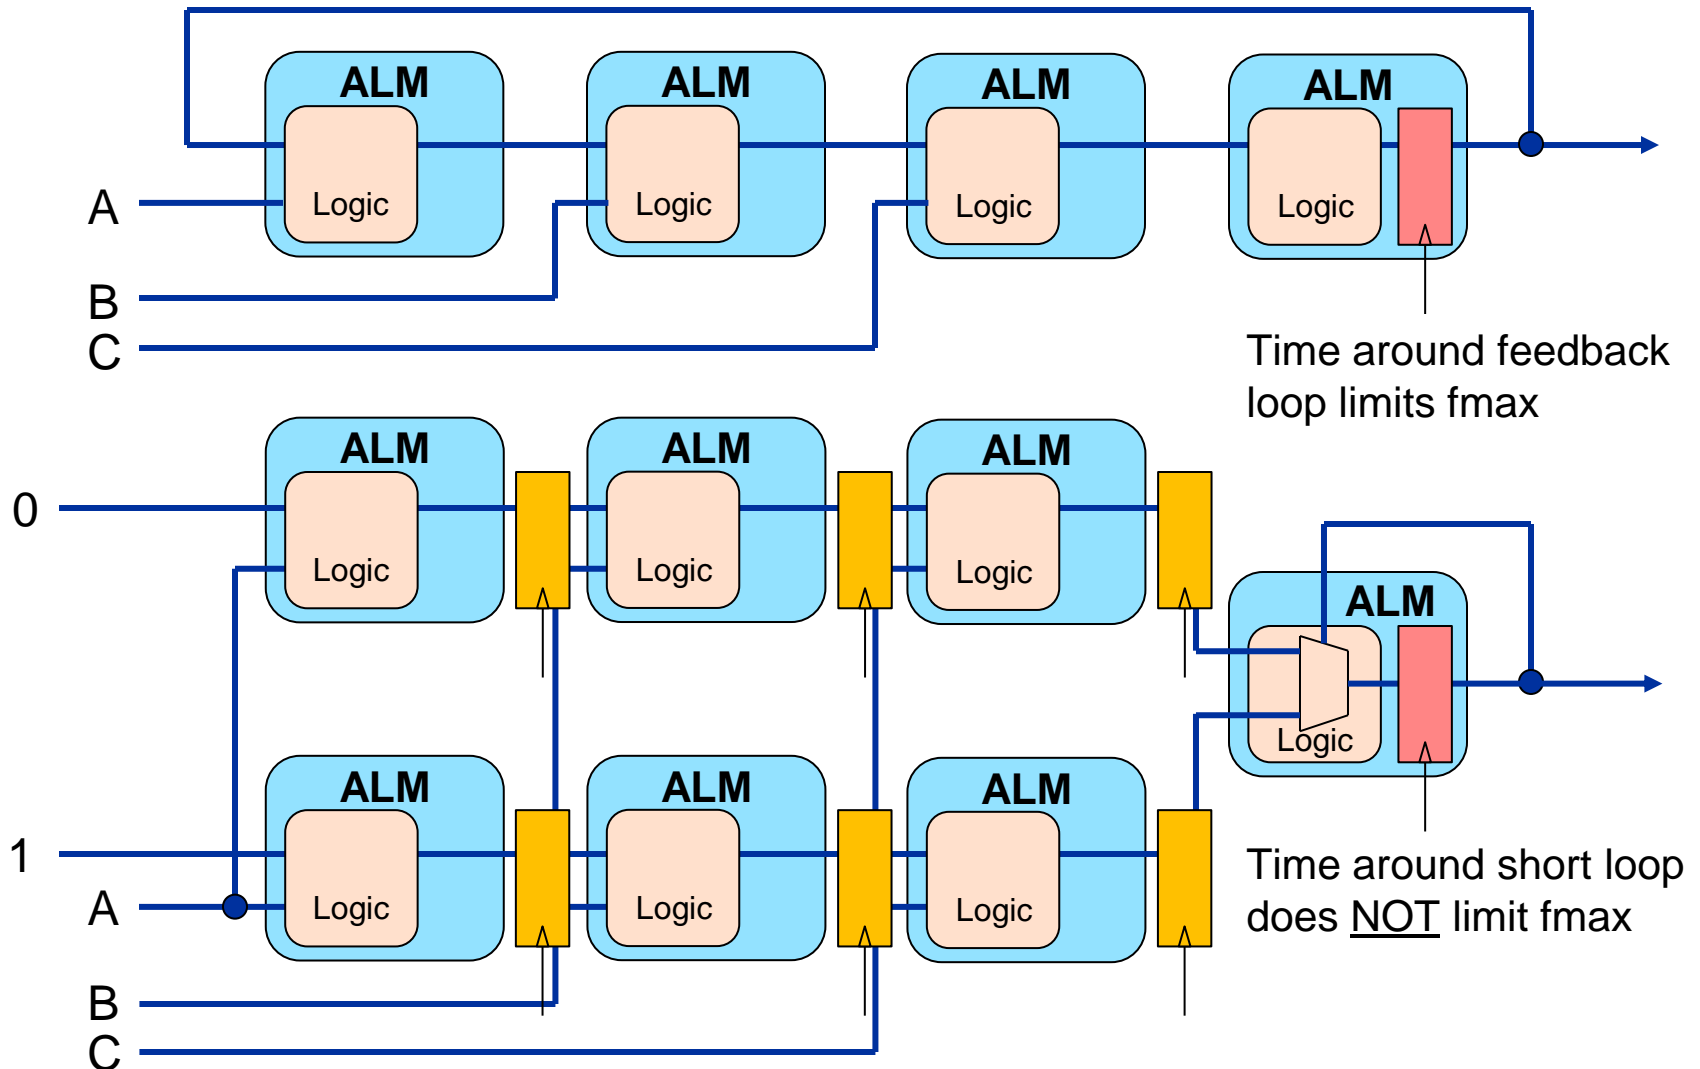 ALM ALM ALM ALM
Logic Logic Logic Logic
A
B
C
Time around feedback
loop limits fmax
ALM ALM ALM
0
Logic Logic Logic
ALM
Logic
ALM ALM ALM
1
A
Logic Logic Logic
Time around short loop
does NOT limit fmax
B
C